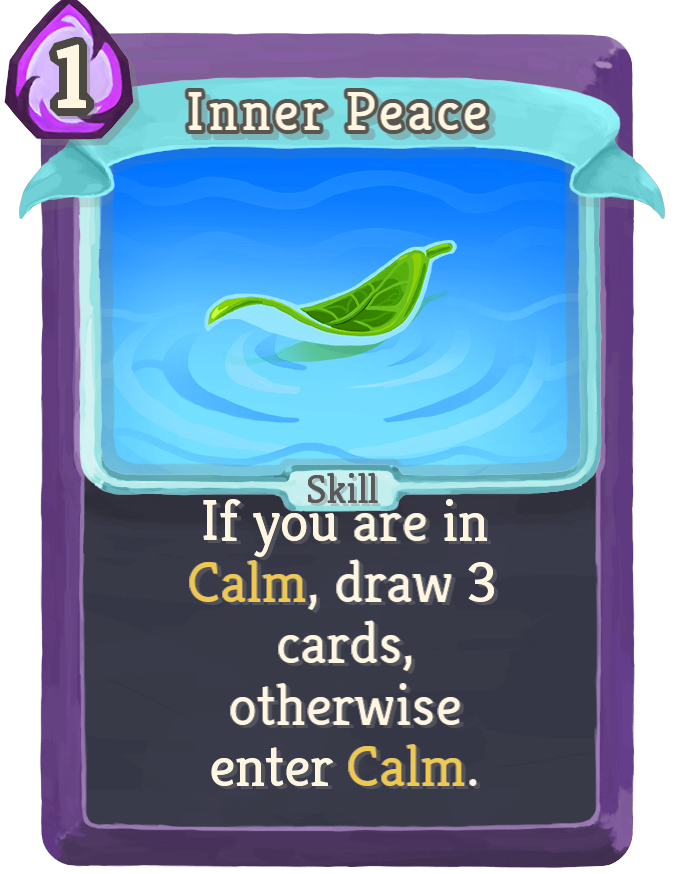 1
Inner Peace
Skill
If you are in
Calm, draw 3
cards,
otherwise
enter Calm.